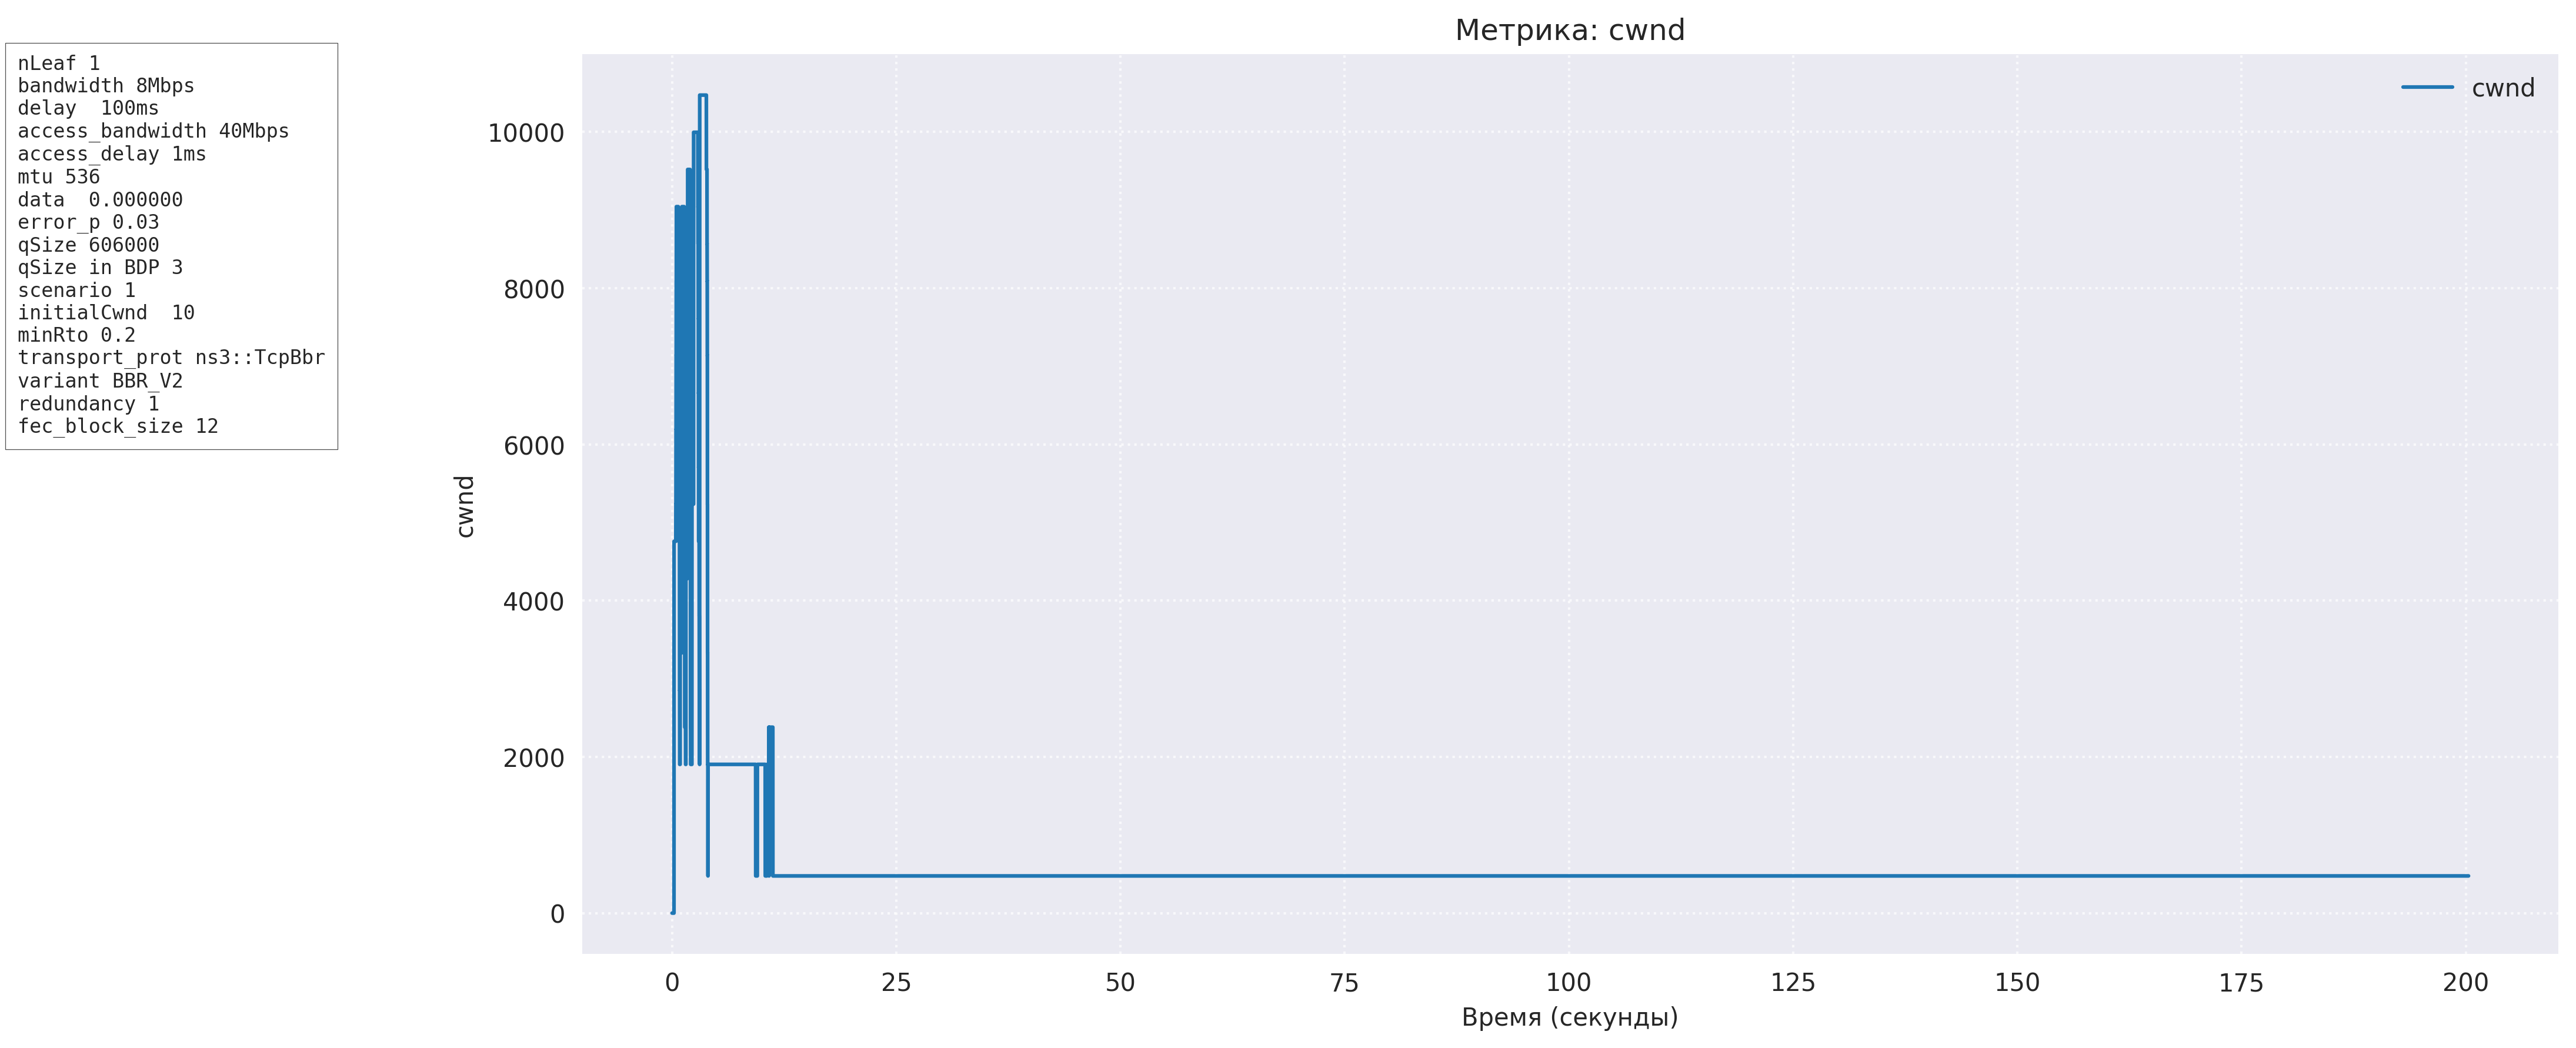 Метрика: cwnd
nLeaf 1
bandwidth 8Mbps
delay  100ms
access_bandwidth 40Mbps
access_delay 1ms
mtu 536
data  0.000000
error_p 0.03
qSize 606000
qSize in BDP 3
scenario 1
initialCwnd  10
minRto 0.2
transport_prot ns3::TcpBbr
variant BBR_V2
redundancy 1
fec_block_size 12
cwnd
cwnd
10000
8000
6000
4000
2000
0
0 25 50 75 100 125 150 175 200
Время (секунды)